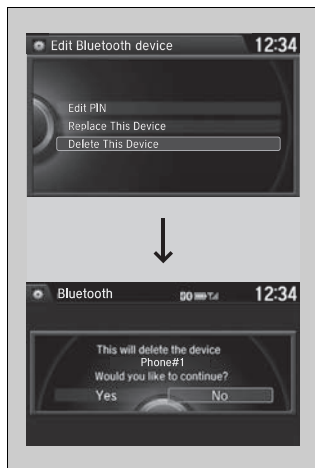 Edit Bluetooth device 12:34
Edit PIN
Replace This Device
Delete This Device
Bluetooth 12:34
This will delete the device
Phone#1
Would you like to continue?
Yes No